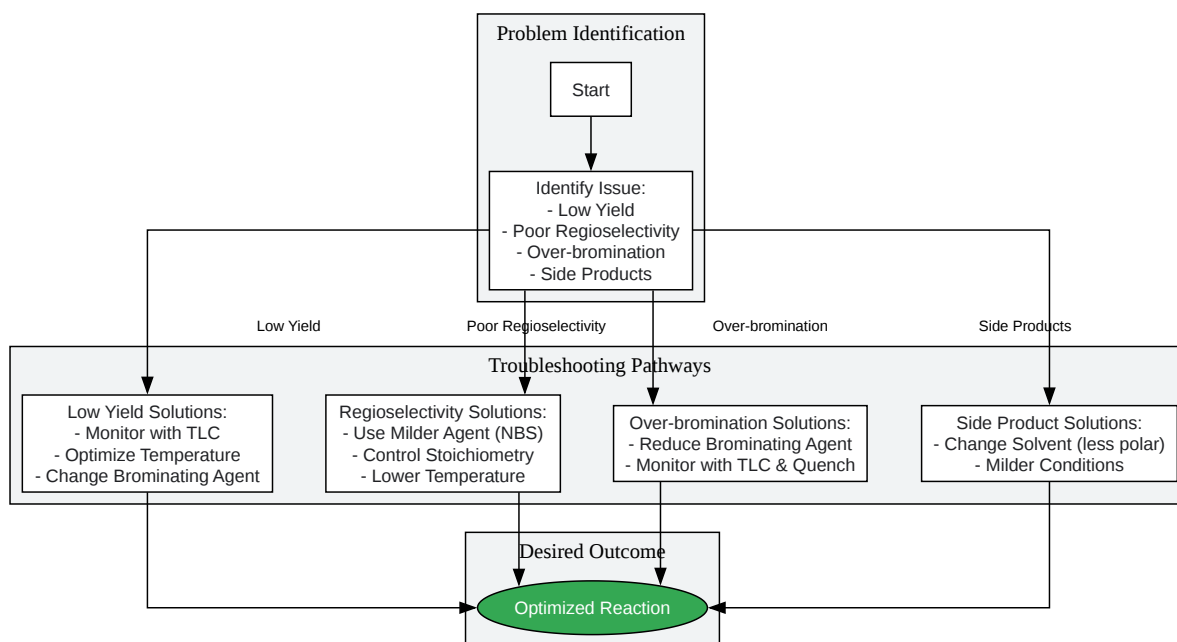 Problem Identification
Start
Identify Issue:
- Low Yield
- Poor Regioselectivity
- Over-bromination
- Side Products
Low Yield
Poor Regioselectivity
Over-bromination
Side Products
Troubleshooting Pathways
Low Yield Solutions:
- Monitor with TLC
- Optimize Temperature
- Change Brominating Agent
Regioselectivity Solutions:
- Use Milder Agent (NBS)
- Control Stoichiometry
- Lower Temperature
Over-bromination Solutions:
- Reduce Brominating Agent
- Monitor with TLC & Quench
Side Product Solutions:
- Change Solvent (less polar)
- Milder Conditions
Desired Outcome
Optimized Reaction